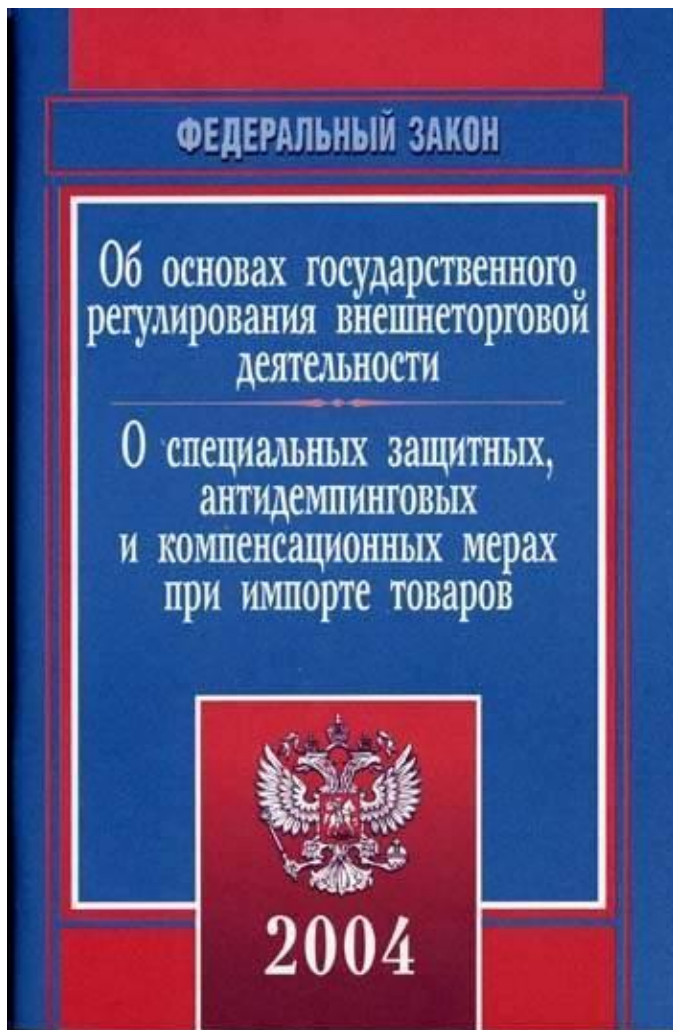 ФЕДЕРАЛЬНЫЙ ЗАКОН
Об основах государственного
регулирования внешнеторговой
деятельности
О специальных защитных,
антидемпинговых
и компенсационных мерах
при импорте товаров
2004